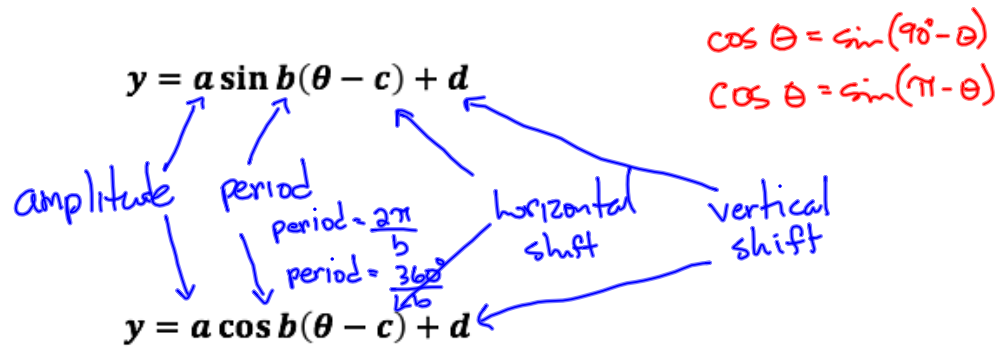 cos θ = sin(90° - θ)
y = a sin b(θ − c) + d
cos θ = sin(π - θ)
amplitude
period
horizontal shift
vertical shift
period = 2π/b
period = 360°/b
y = a cos b(θ − c) + d